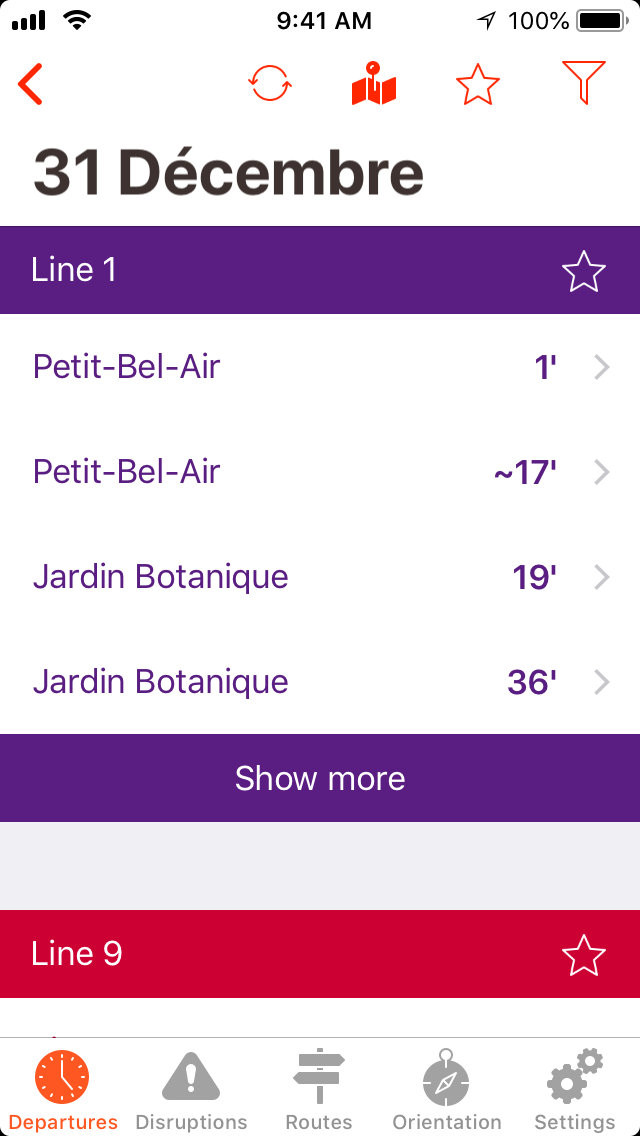 9:41 AM 100%
31 Décembre
Line 1
Petit-Bel-Air 1'
Petit-Bel-Air ~17'
Jardin Botanique 19'
Jardin Botanique 36'
Show more
Line 9
Departures Disruptions Routes Orientation Settings